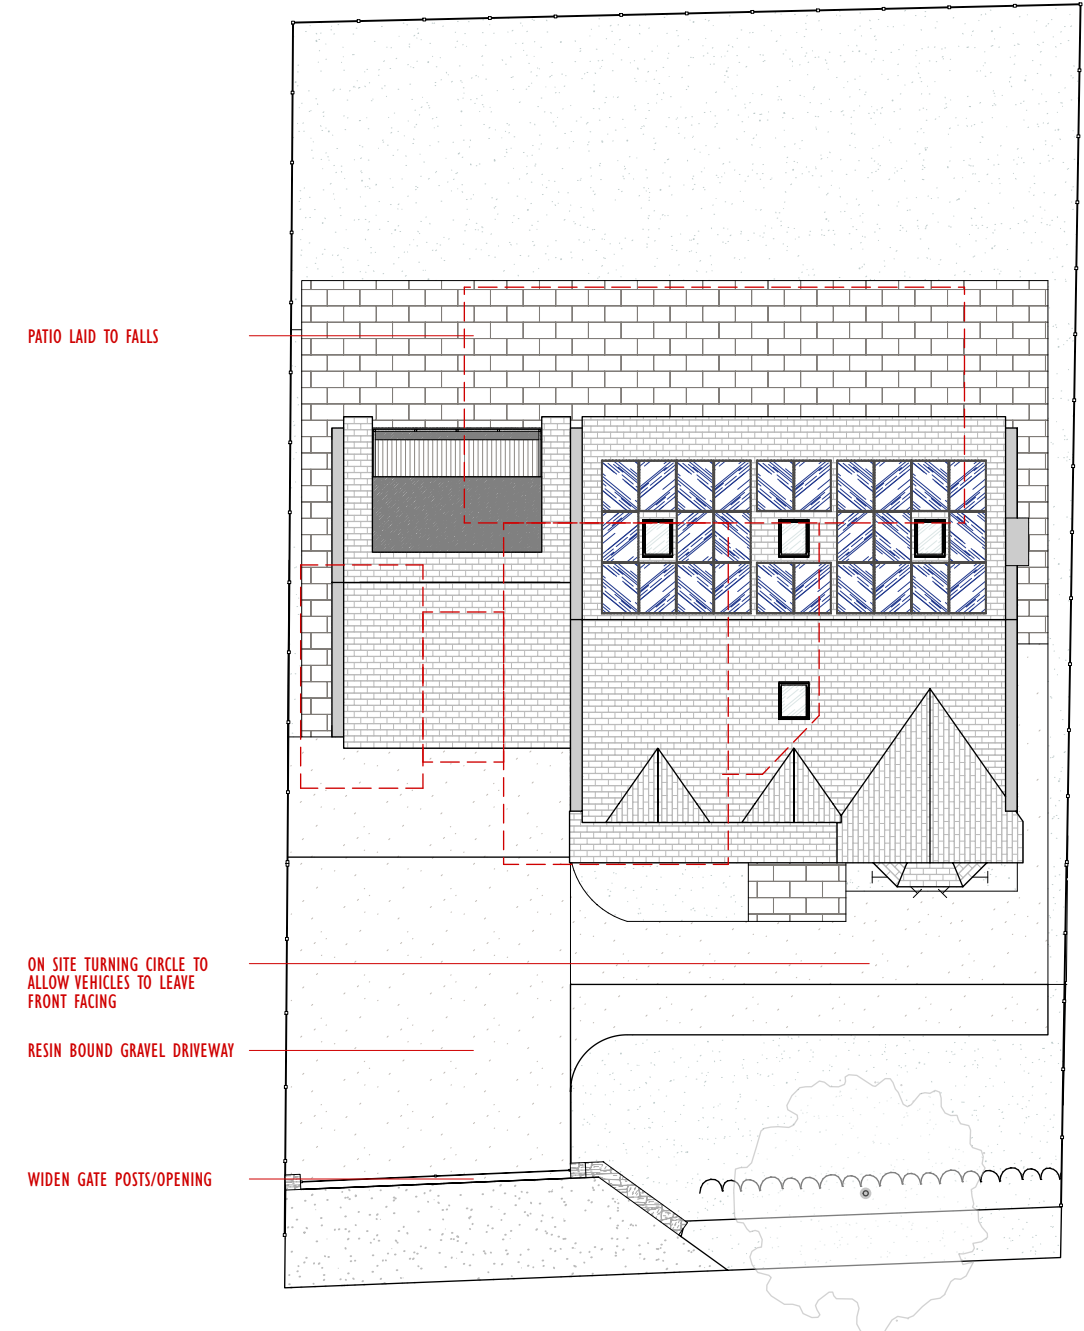 PATIO LAID TO FALLS
ON SITE TURNING CIRCLE TO
ALLOW VEHICLES TO LEAVE
FRONT FACING
RESIN BOUND GRAVEL DRIVEWAY
WIDEN GATE POSTS/OPENING